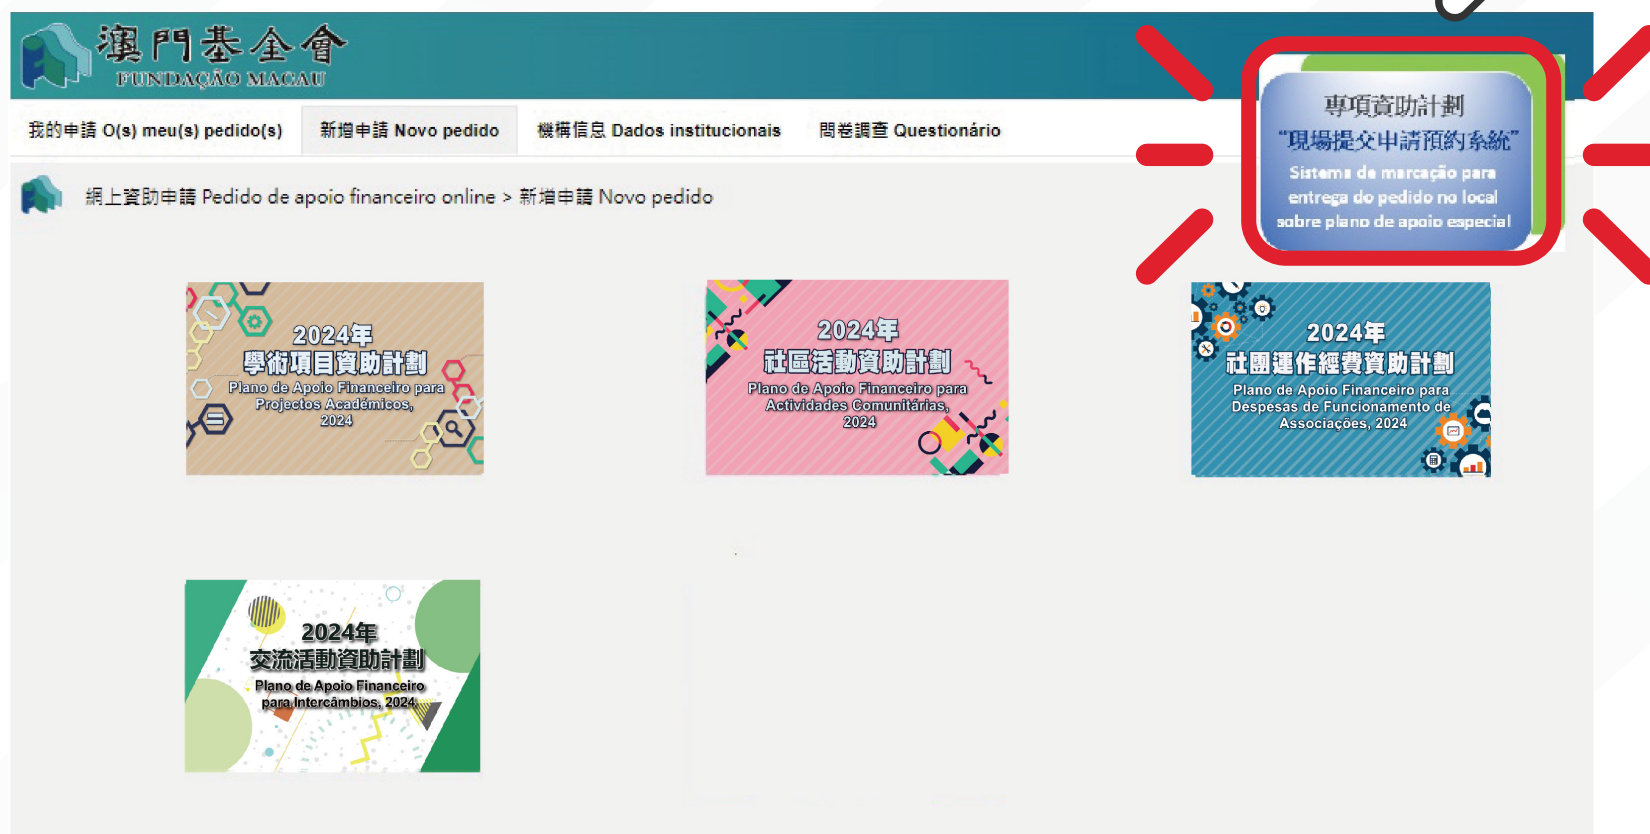 澳門基金會
FUNDAÇÃO MACAU
專項資助計劃
“現場提交申請預約系統”
Sistema de marcação para
entrega do pedido no local
sobre plano de apoio especial
我的申請 O(s) meu(s) pedido(s)
新增申請 Novo pedido
機構信息 Dados institucionais
問卷調查 Questionário
網上資助申請 Pedido de apoio financeiro online > 新增申請 Novo pedido
2024年
學術項目資助計劃
Plano de Apoio Financeiro para
Projectos Académicos,
2024
2024年
社區活動資助計劃
Plano de Apoio Financeiro para
Actividades Comunitárias,
2024
2024年
社團運作經費資助計劃
Plano de Apoio Financeiro para
Despesas de Funcionamento de
Associações, 2024
2024年
交流活動資助計劃
Plano de Apoio Financeiro
para Intercâmbios, 2024